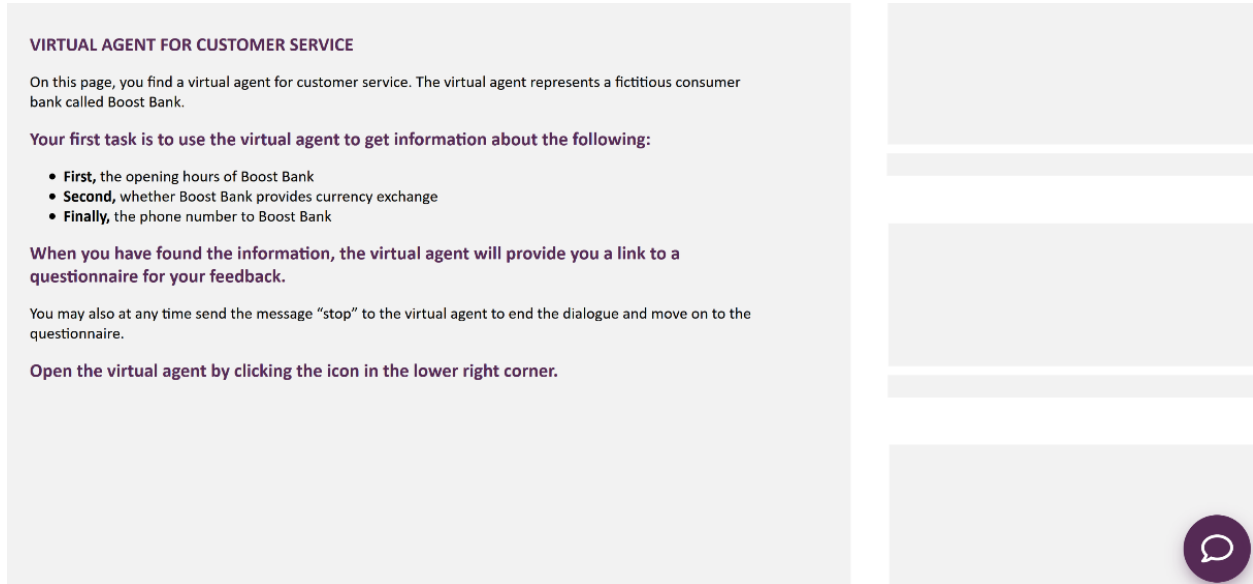 VIRTUAL AGENT FOR CUSTOMER SERVICE
On this page, you find a virtual agent for customer service. The virtual agent represents a fictitious consumer
bank called Boost Bank.
Your first task is to use the virtual agent to get information about the following:
• First, the opening hours of Boost Bank
• Second, whether Boost Bank provides currency exchange
• Finally, the phone number to Boost Bank
When you have found the information, the virtual agent will provide you a link to a
questionnaire for your feedback.
You may also at any time send the message “stop” to the virtual agent to end the dialogue and move on to the
questionnaire.
Open the virtual agent by clicking the icon in the lower right corner.